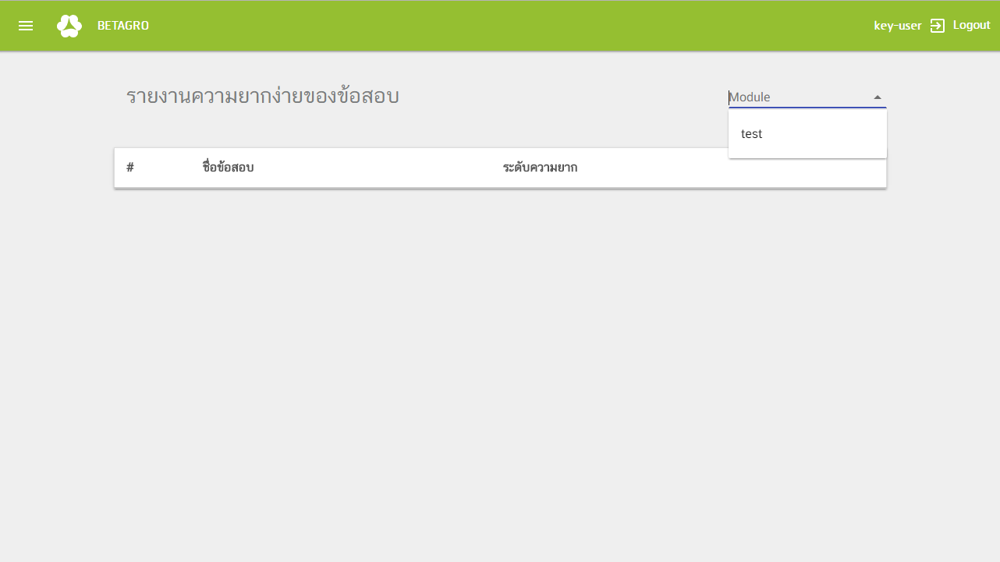 BETAGRO
key-user Logout
รายงานความยากง่ายของข้อสอบ
Module
test
# ชื่อข้อสอบ ระดับความยาก